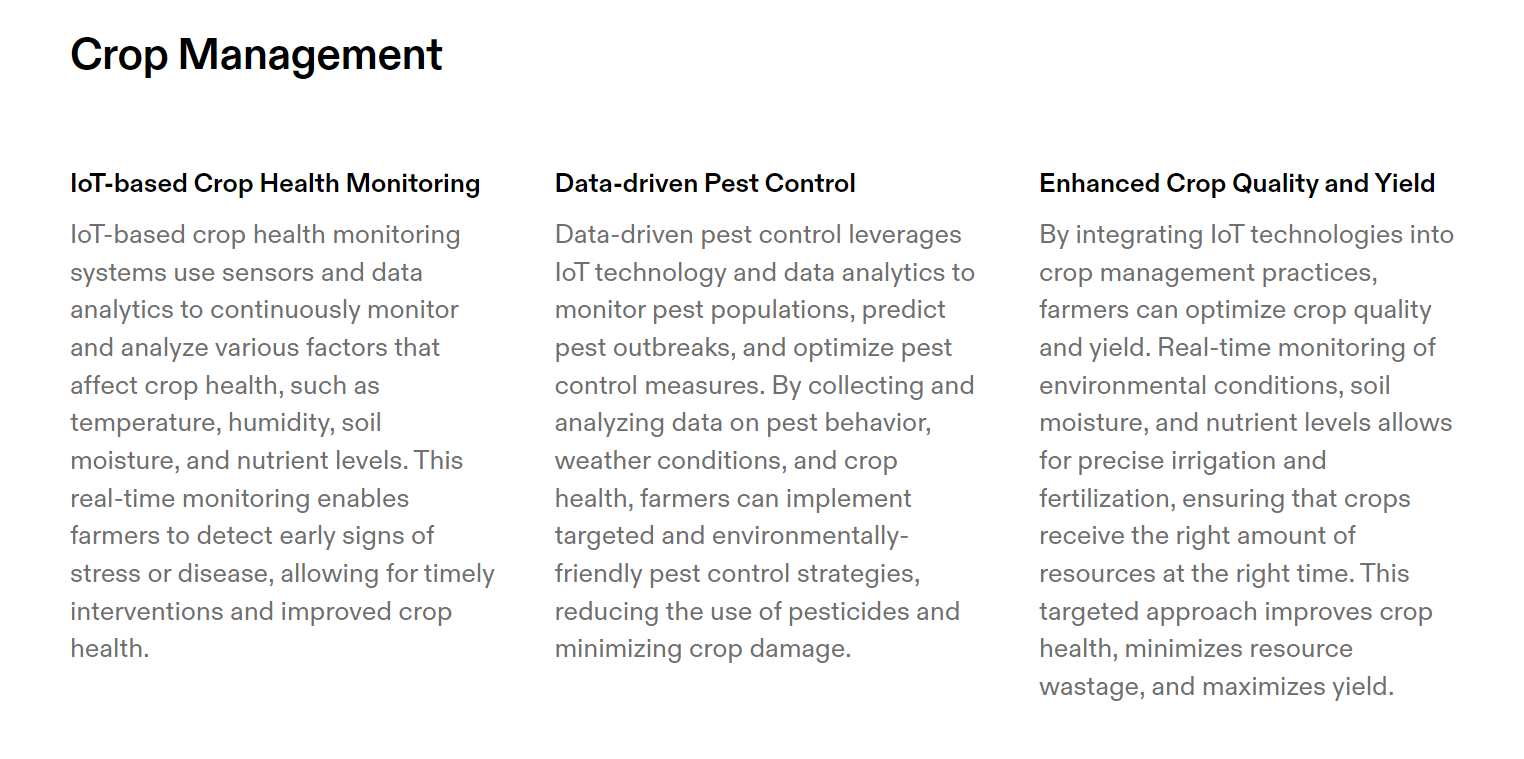 Crop Management
IoT-based Crop Health Monitoring
IoT-based crop health monitoring
systems use sensors and data
analytics to continuously monitor
and analyze various factors that
affect crop health, such as
temperature, humidity, soil
moisture, and nutrient levels. This
real-time monitoring enables
farmers to detect early signs of
stress or disease, allowing for timely
interventions and improved crop
health.
Data-driven Pest Control
Data-driven pest control leverages
IoT technology and data analytics to
monitor pest populations, predict
pest outbreaks, and optimize pest
control measures. By collecting and
analyzing data on pest behavior,
weather conditions, and crop
health, farmers can implement
targeted and environmentally-
friendly pest control strategies,
reducing the use of pesticides and
minimizing crop damage.
Enhanced Crop Quality and Yield
By integrating IoT technologies into
crop management practices,
farmers can optimize crop quality
and yield. Real-time monitoring of
environmental conditions, soil
moisture, and nutrient levels allows
for precise irrigation and
fertilization, ensuring that crops
receive the right amount of
resources at the right time. This
targeted approach improves crop
health, minimizes resource
wastage, and maximizes yield.